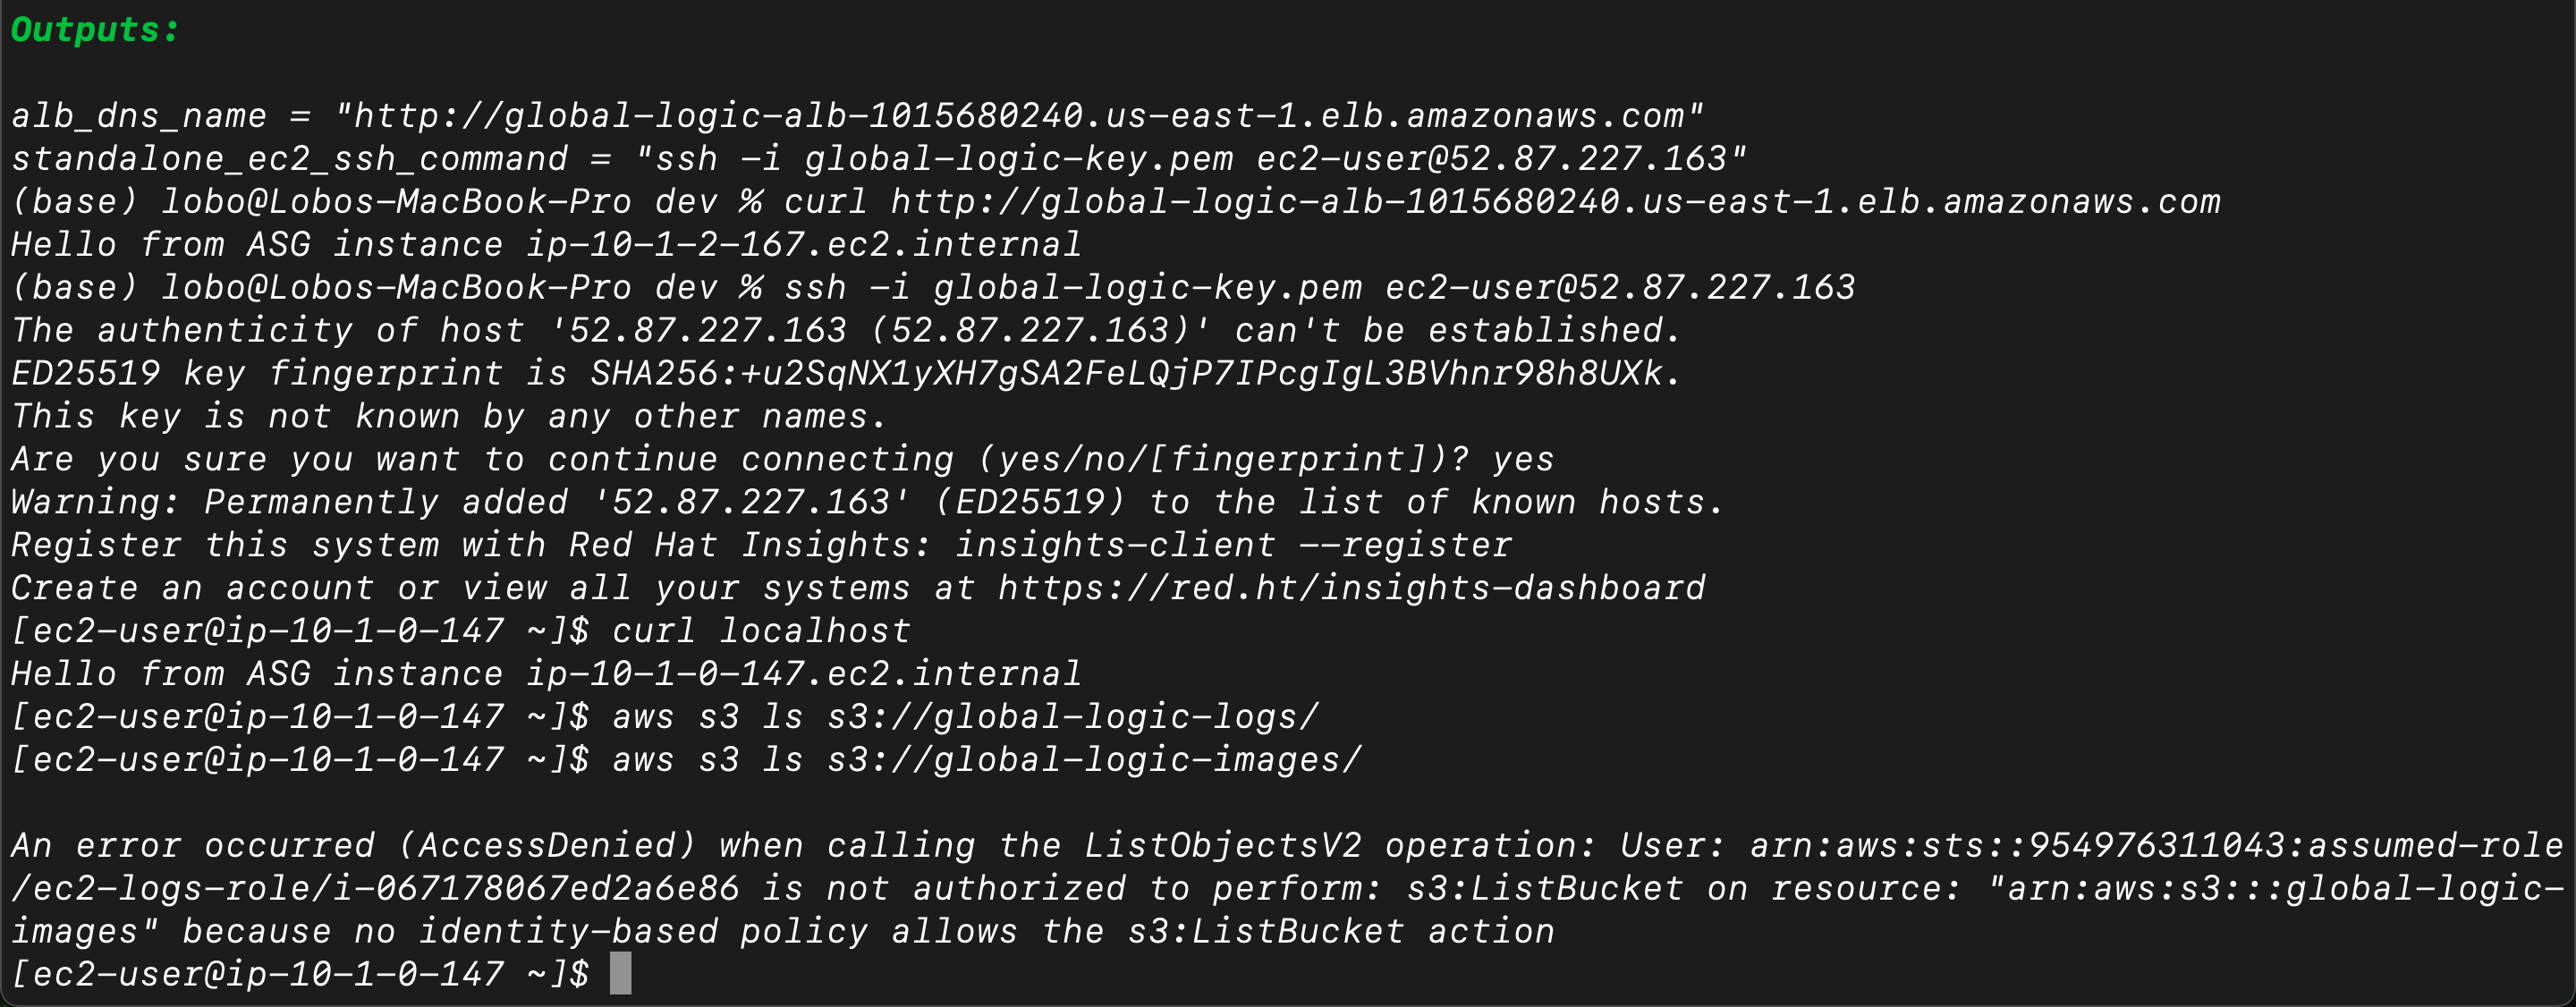 Outputs:
alb_dns_name = "http://global-logic-alb-1015680240.us-east-1.elb.amazonaws.com"
standalone_ec2_ssh_command = "ssh -i global-logic-key.pem ec2-user@52.87.227.163"
(base) lobo@Lobos-MacBook-Pro dev % curl http://global-logic-alb-1015680240.us-east-1.elb.amazonaws.com
Hello from ASG instance ip-10-1-2-167.ec2.internal
(base) lobo@Lobos-MacBook-Pro dev % ssh -i global-logic-key.pem ec2-user@52.87.227.163
The authenticity of host '52.87.227.163 (52.87.227.163)' can't be established.
ED25519 key fingerprint is SHA256:+u2SqNX1yXH7gSA2FeLQjP7IPcgIgL3BVhnr98h8UXk.
This key is not known by any other names.
Are you sure you want to continue connecting (yes/no/[fingerprint])? yes
Warning: Permanently added '52.87.227.163' (ED25519) to the list of known hosts.
Register this system with Red Hat Insights: insights-client --register
Create an account or view all your systems at https://red.ht/insights-dashboard
[ec2-user@ip-10-1-0-147 ~]$ curl localhost
Hello from ASG instance ip-10-1-0-147.ec2.internal
[ec2-user@ip-10-1-0-147 ~]$ aws s3 ls s3://global-logic-logs/
[ec2-user@ip-10-1-0-147 ~]$ aws s3 ls s3://global-logic-images/
An error occurred (AccessDenied) when calling the ListObjectsV2 operation: User: arn:aws:sts::954976311043:assumed-role
/ec2-logs-role/i-067178067ed2a6e86 is not authorized to perform: s3:ListBucket on resource: "arn:aws:s3:::global-logic-
images" because no identity-based policy allows the s3:ListBucket action
[ec2-user@ip-10-1-0-147 ~]$